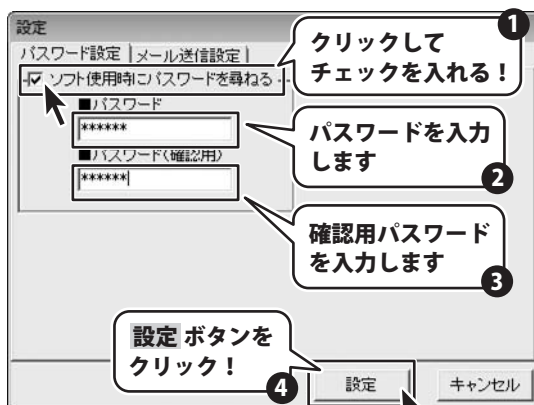 設定
パスワード設定 メール送信設定
ソフト使用時にパスワードを尋ねる
■パスワード
******
■パスワード(確認用)
******
クリックして
チェックを入れる!
1
パスワードを入力
します
2
確認用パスワード
を入力します
3
設定 ボタンを
クリック!
4
設定 キャンセル